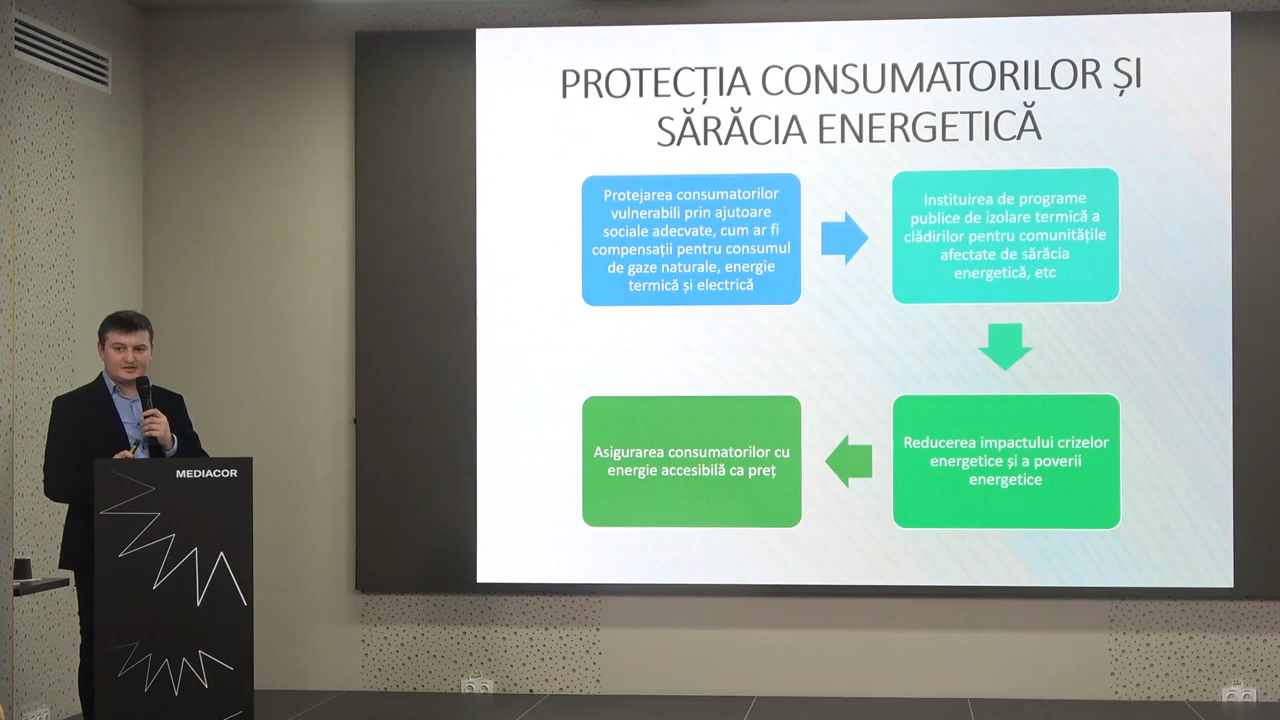 PROTECȚIA CONSUMATORILOR ȘI
SĂRĂCIA ENERGETICĂ
Protejarea consumatorilor
vulnerabili prin ajutoare
sociale adecvate, cum ar fi
compensații pentru consumul
de gaze naturale, energie
termică și electrică
Instituirea de programe
publice de izolare termică a
clădirilor pentru comunitățile
afectate de sărăcia
energetică, etc
Reducerea impactului crizelor
energetice și a poverii
energetice
Asigurarea consumatorilor cu
energie accesibilă ca preț
MEDIACOR